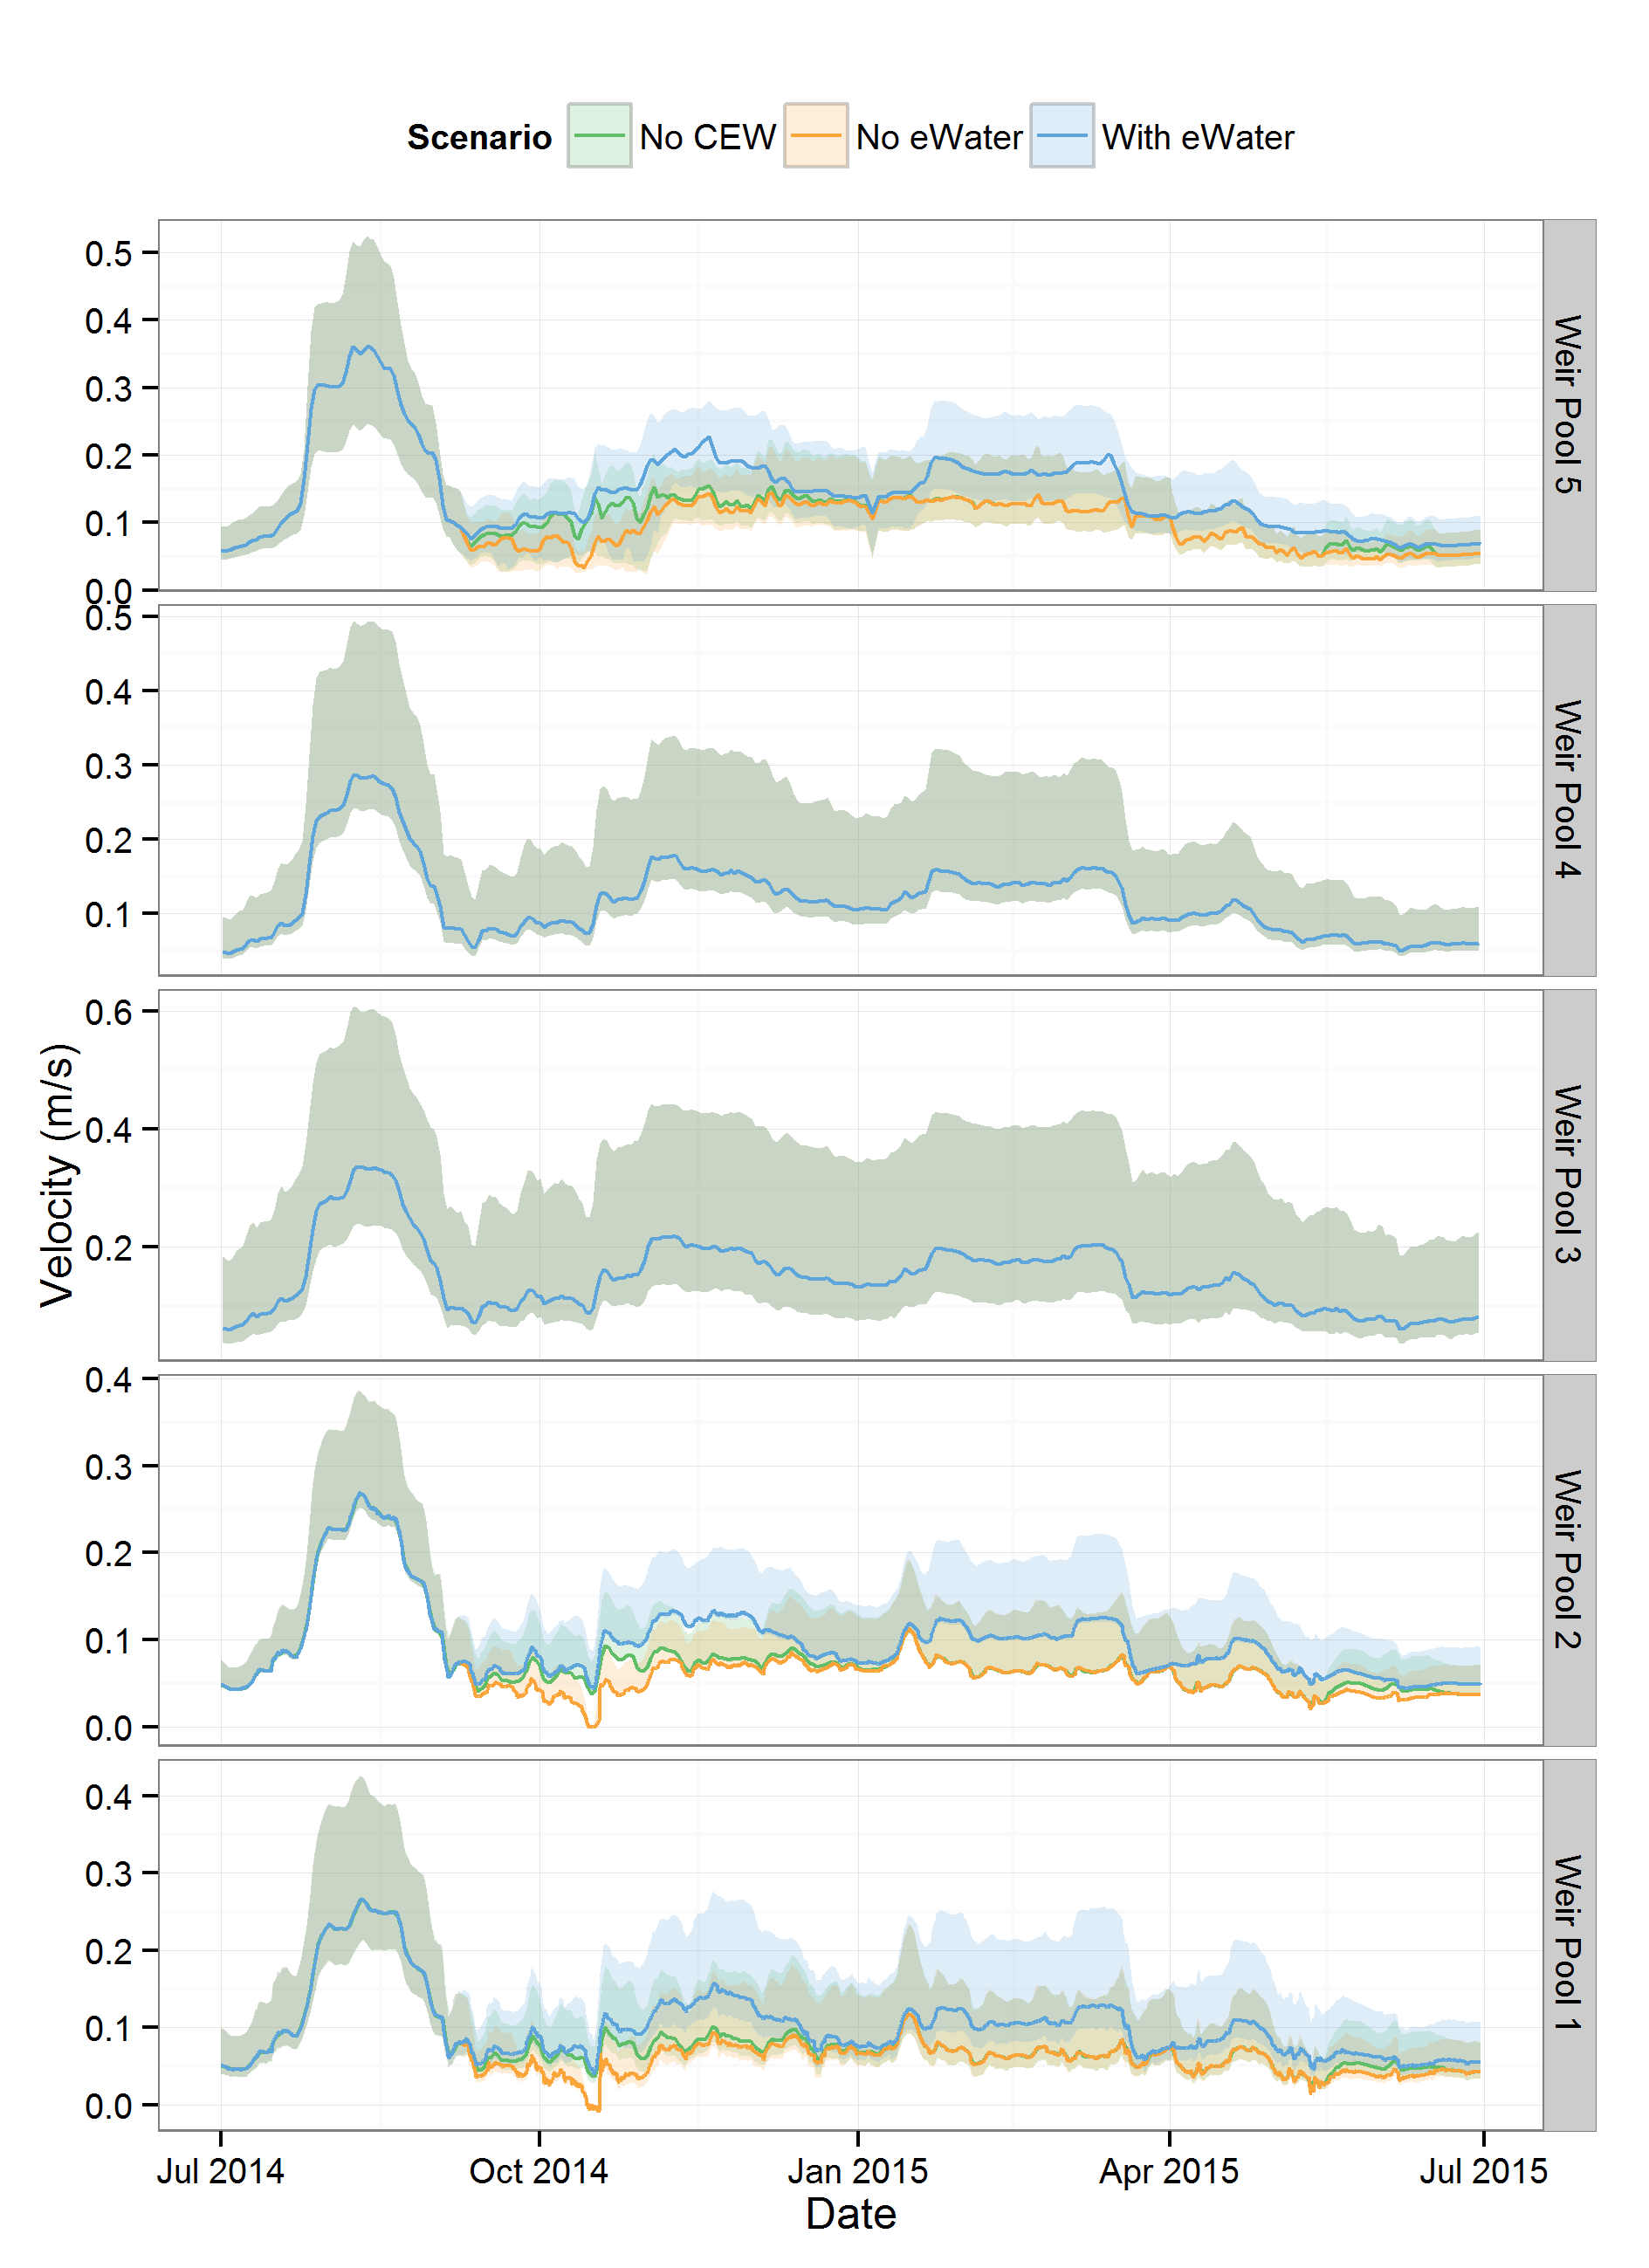 Scenario No CEW No eWater With eWater
0.5
0.4
0.3
0.2
0.1
0.0
Weir Pool 5
0.5
0.4
0.3
0.2
0.1
Weir Pool 4
0.6
0.4
0.2
Weir Pool 3
Velocity (m/s)
0.4
0.3
0.2
0.1
0.0
Weir Pool 2
0.4
0.3
0.2
0.1
0.0
Weir Pool 1
Jul 2014 Oct 2014 Jan 2015 Apr 2015 Jul 2015
Date